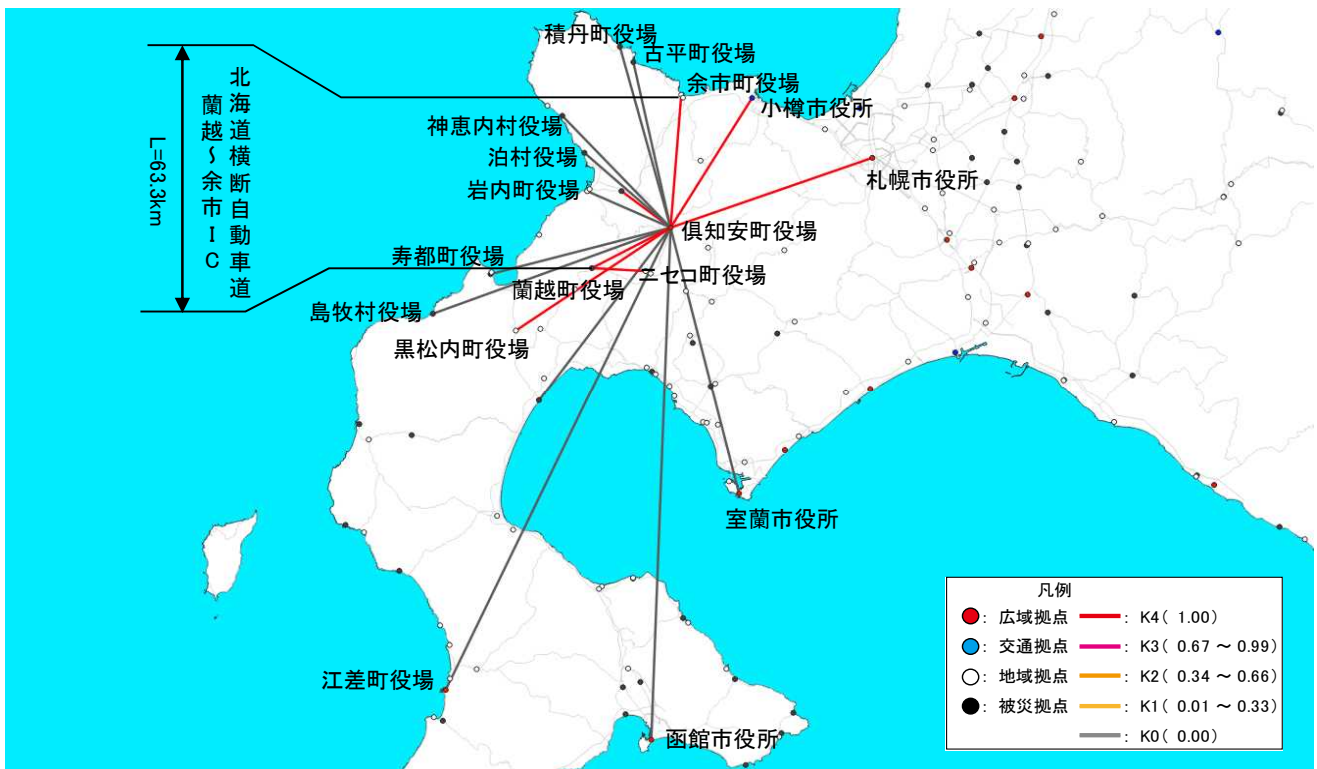 積丹町役場
古平町役場
余市町役場
小樽市役所
北海道横断自動車道
蘭越～余市IC
L=63.3km
神恵内村役場
泊村役場
岩内町役場
札幌市役所
倶知安町役場
寿都町役場
ニセコ町役場
蘭越町役場
島牧村役場
黒松内町役場
室蘭市役所
江差町役場
函館市役所
凡例
: 広域拠点 : K4( 1.00)
: 交通拠点 : K3( 0.67 ～ 0.99)
: 地域拠点 : K2( 0.34 ～ 0.66)
: 被災拠点 : K1( 0.01 ～ 0.33)
: K0( 0.00)